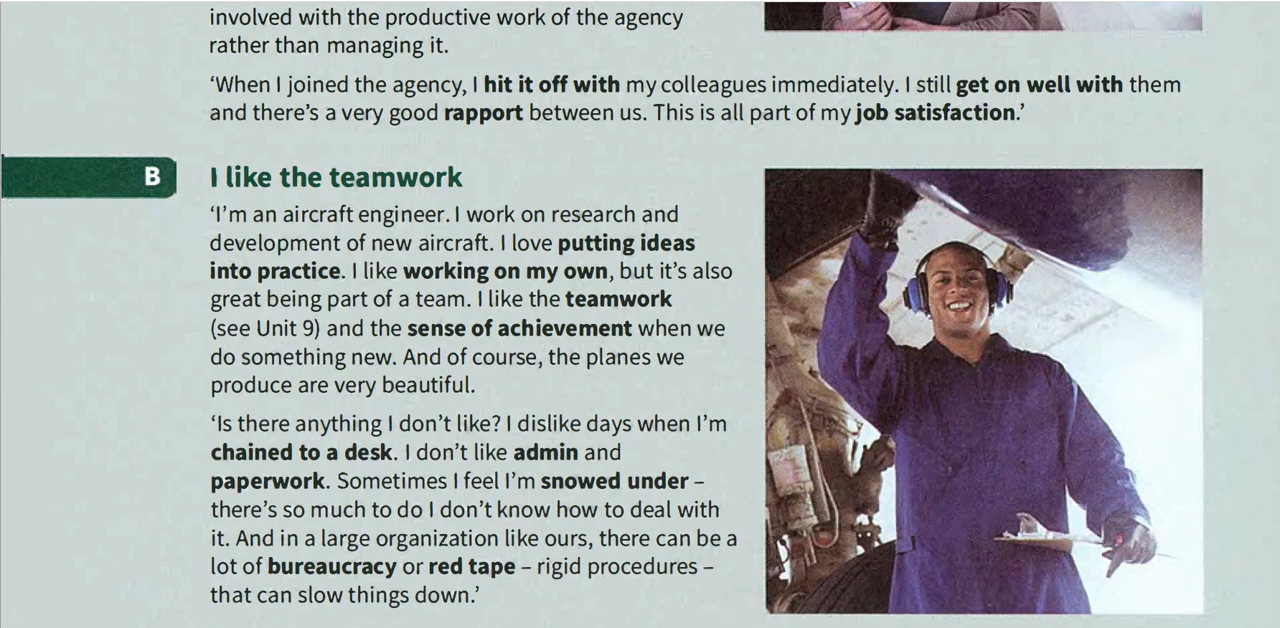 involved with the productive work of the agency
rather than managing it.
‘When I joined the agency, I hit it off with my colleagues immediately. I still get on well with them
and there’s a very good rapport between us. This is all part of my job satisfaction.’
B
I like the teamwork
‘I’m an aircraft engineer. I work on research and
development of new aircraft. I love putting ideas
into practice. I like working on my own, but it’s also
great being part of a team. I like the teamwork
(see Unit 9) and the sense of achievement when we
do something new. And of course, the planes we
produce are very beautiful.
‘Is there anything I don’t like? I dislike days when I’m
chained to a desk. I don’t like admin and
paperwork. Sometimes I feel I’m snowed under –
there’s so much to do I don’t know how to deal with
it. And in a large organization like ours, there can be a
lot of bureaucracy or red tape – rigid procedures –
that can slow things down.’